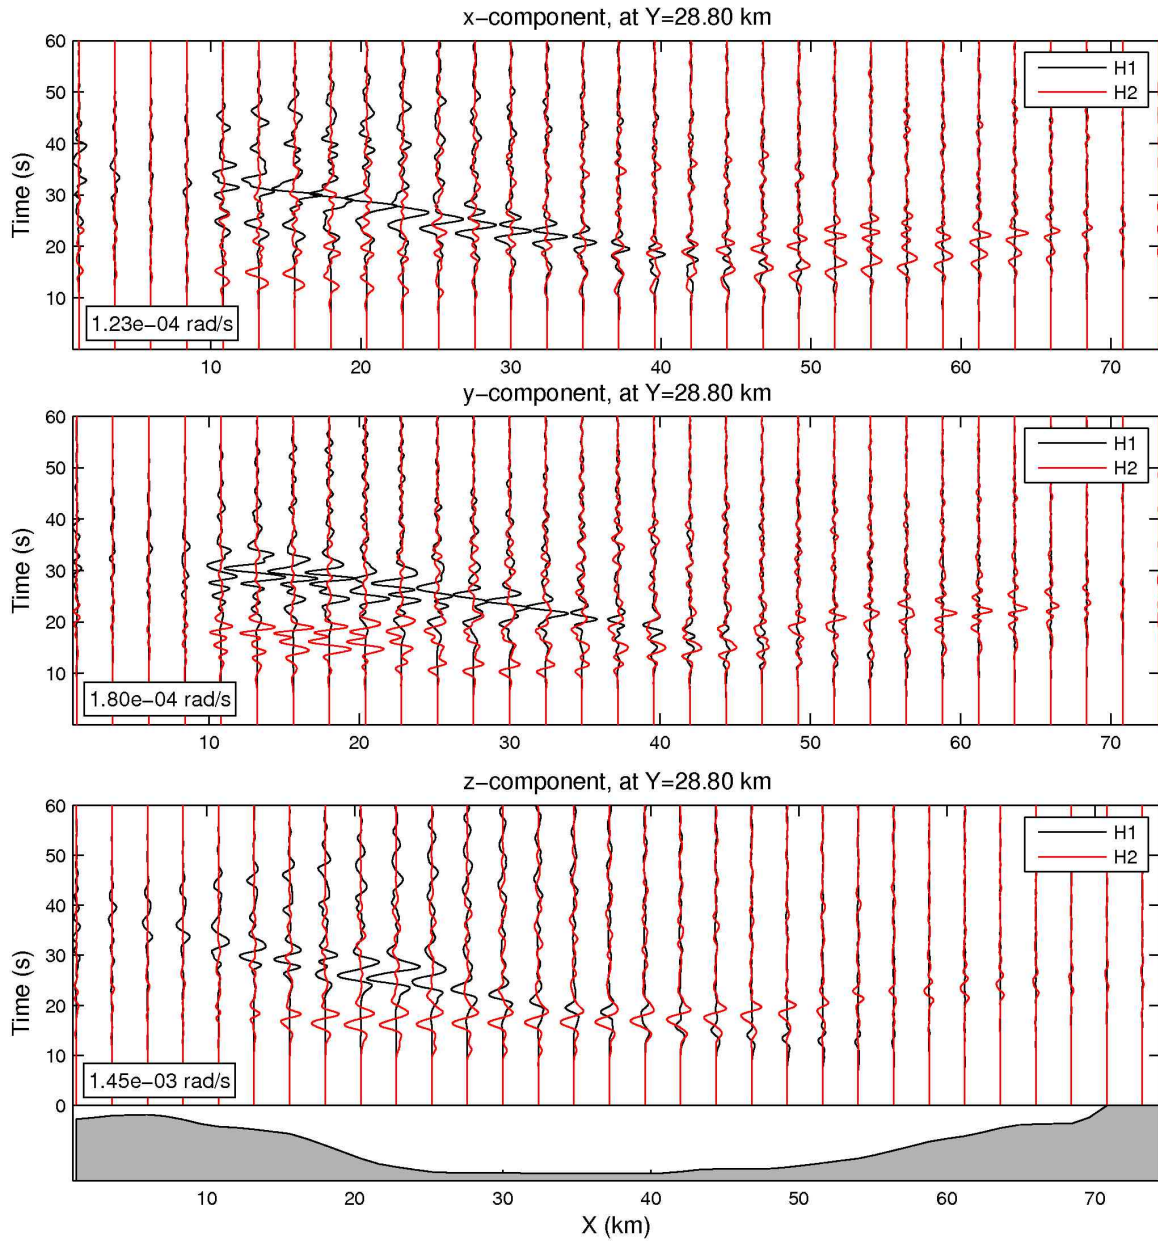 x-component, at Y=28.80 km
60
50
40
30
20
10
Time (s)
H1
H2
1.23e-04 rad/s
10 20 30 40 50 60 70
y-component, at Y=28.80 km
60
50
40
30
20
10
Time (s)
H1
H2
1.80e-04 rad/s
10 20 30 40 50 60 70
z-component, at Y=28.80 km
60
50
40
30
20
10
0
Time (s)
H1
H2
1.45e-03 rad/s
10 20 30 40 50 60 70
X (km)